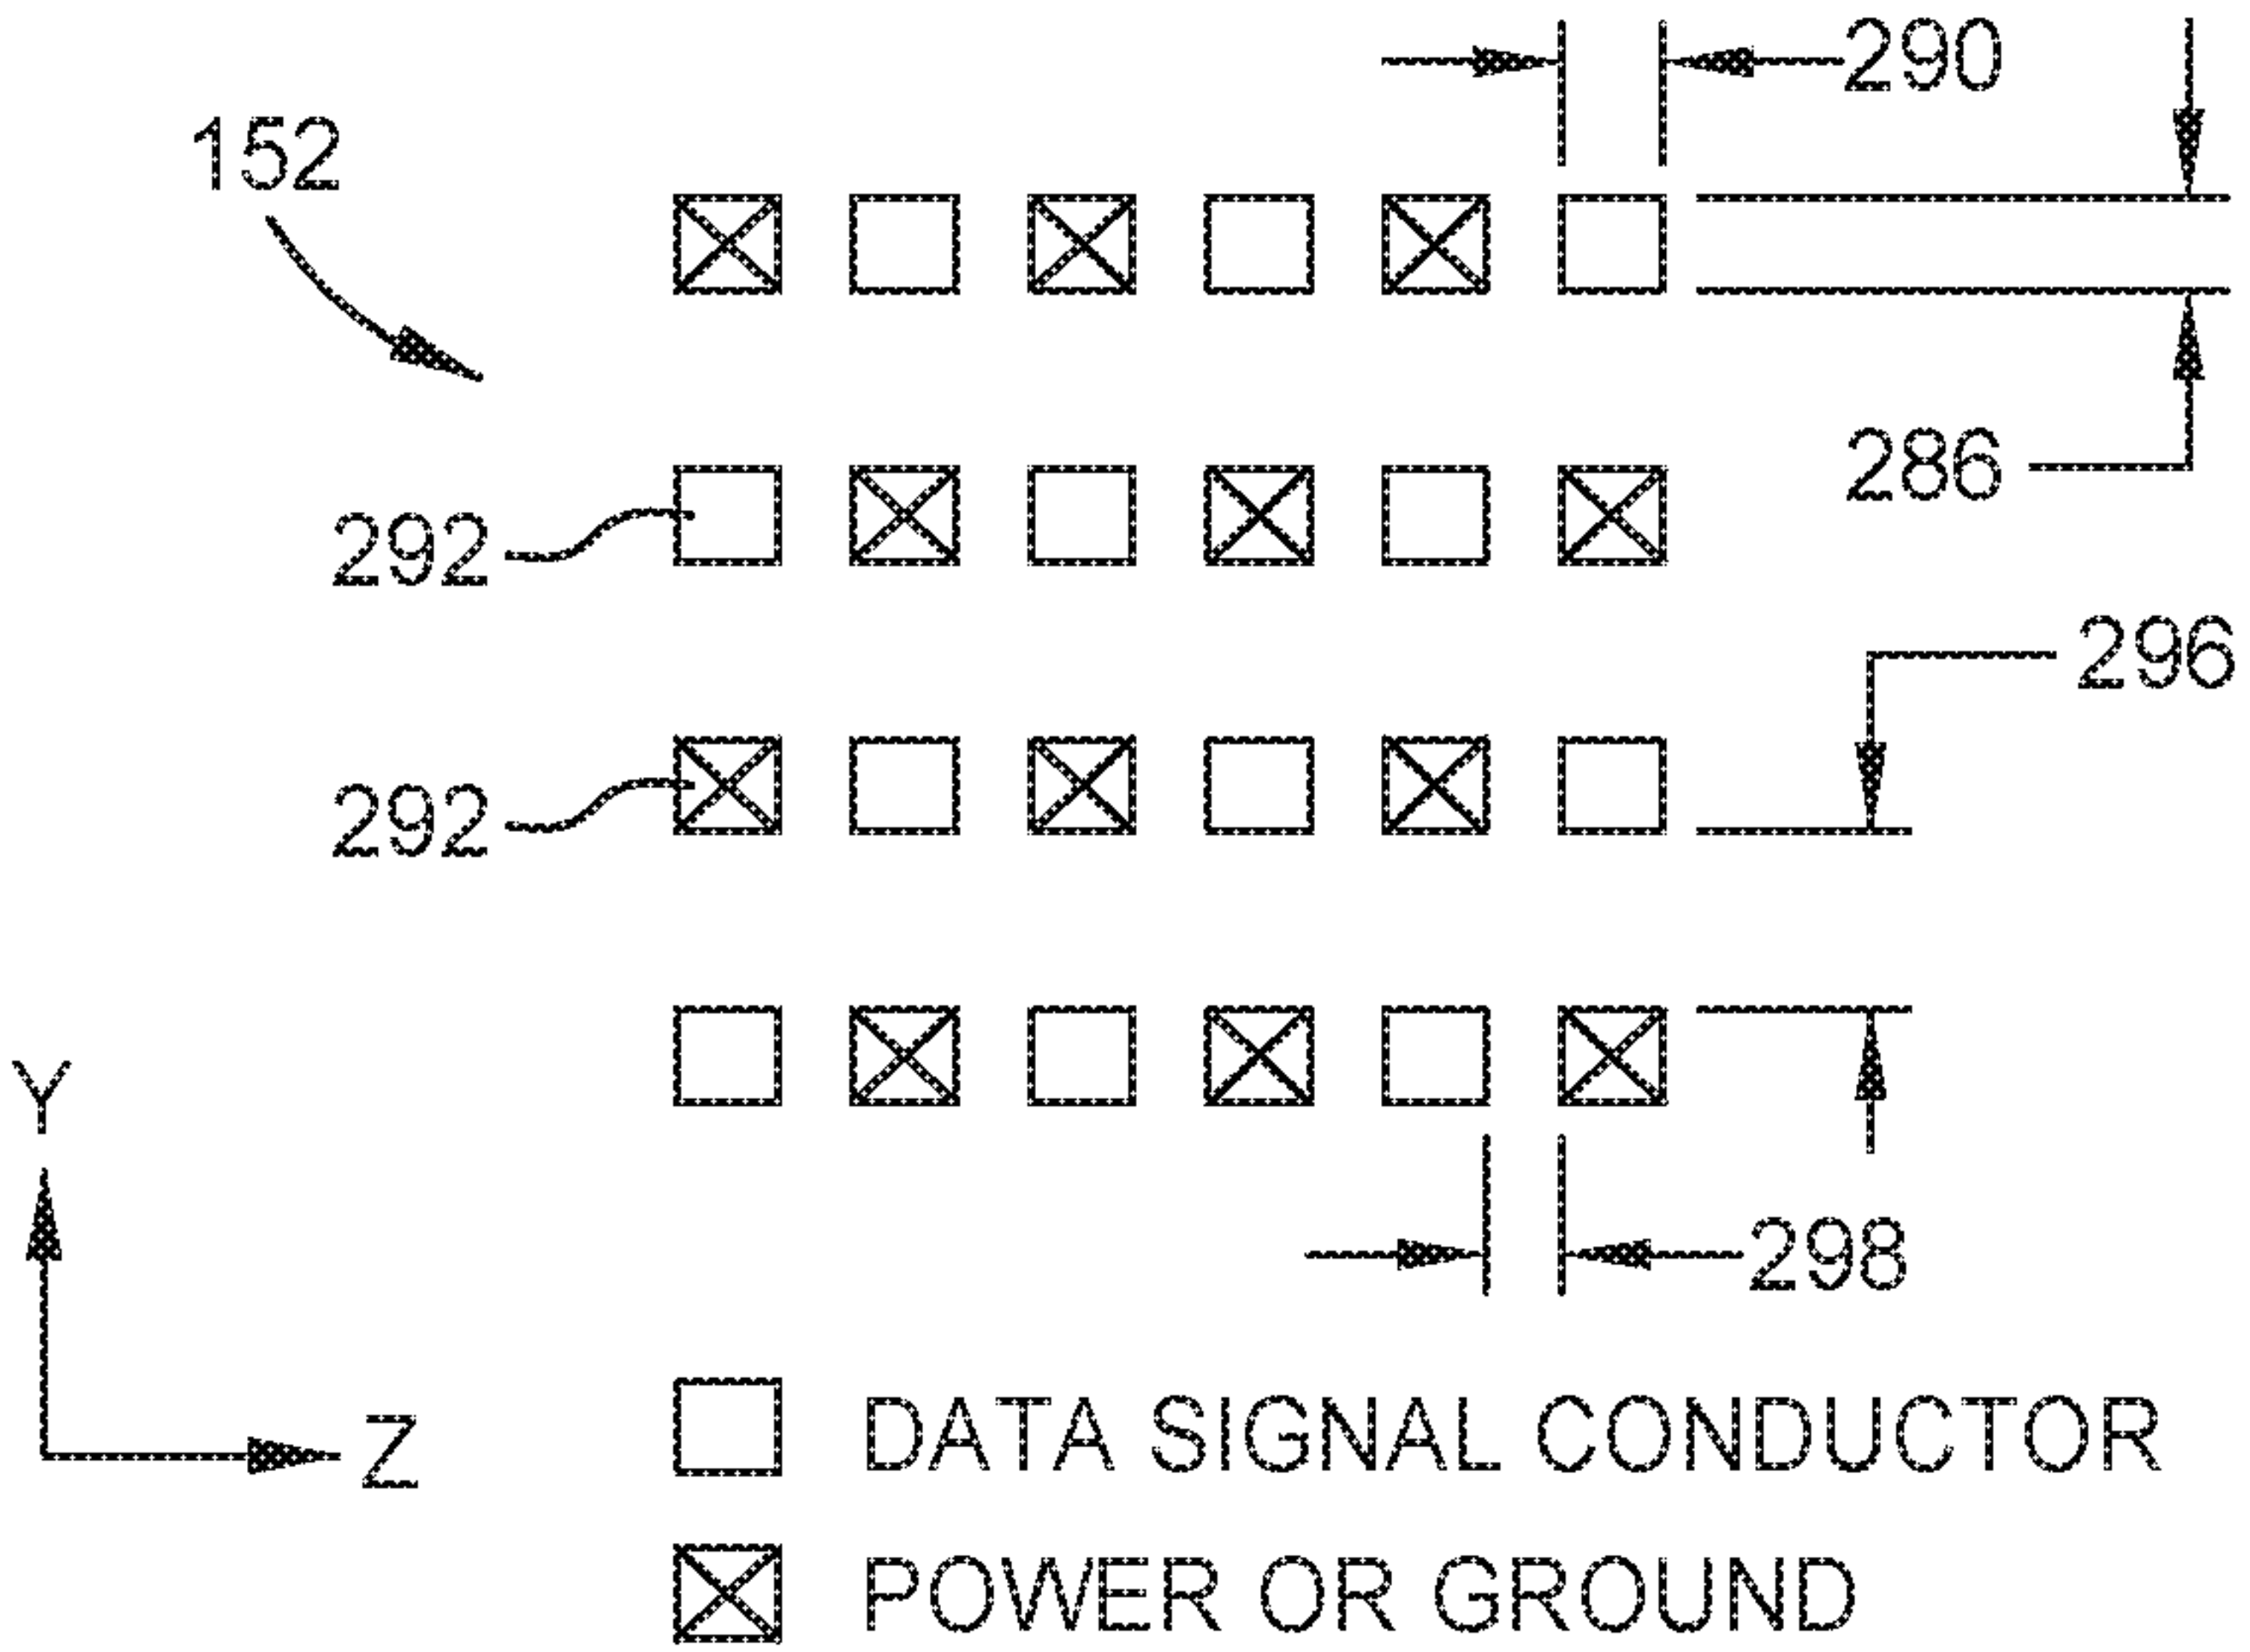 290
152
286
292
296
292
Y
298
Z
DATA SIGNAL CONDUCTOR
POWER OR GROUND